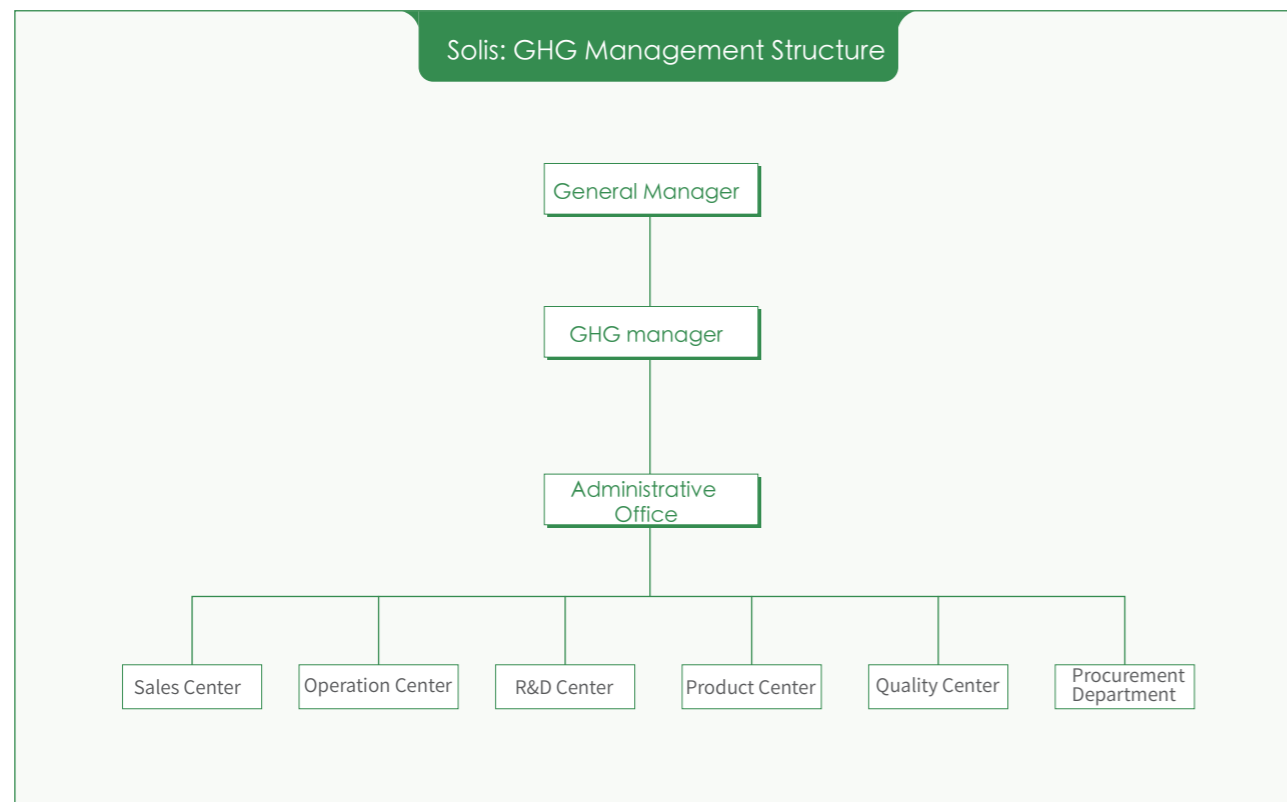 Solis: GHG Management Structure
General Manager
GHG manager
Administrative
Office
Sales Center
Operation Center
R&D Center
Product Center
Quality Center
Procurement
Department